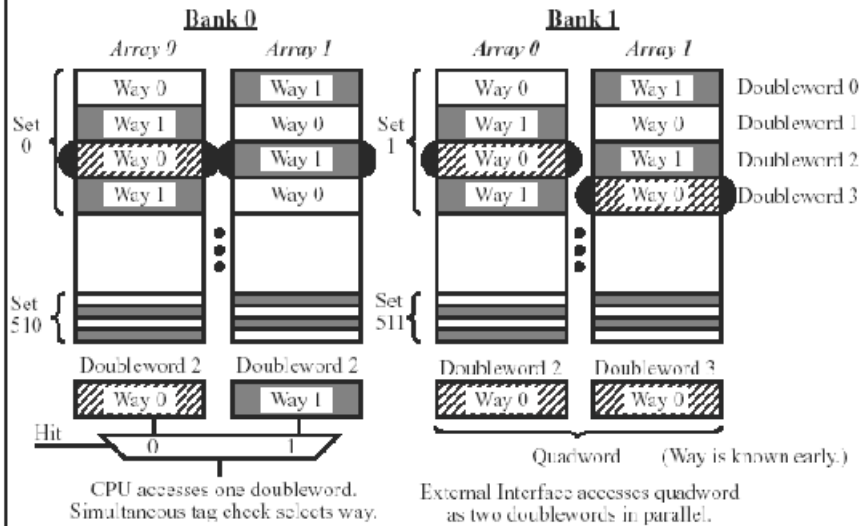 Bank 0
Bank 1
Array 0
Array 1
Array 0
Array 1
Way 0
Way 1
Way 0
Way 1
Doubleword 0
Way 1
Way 0
Way 1
Way 0
Doubleword 1
Set
0
Set
1
Way 0
Way 1
Way 0
Way 1
Doubleword 2
Way 1
Way 0
Way 1
Way 0
Doubleword 3
Set
510
Set
511
Doubleword 2
Doubleword 2
Doubleword 2
Doubleword 3
Way 0
Way 1
Way 0
Way 0
Hit
0
1
Quadword
(Way is known early.)
CPU accesses one doubleword.
Simultaneous tag check selects way.
External Interface accesses quadword
as two doublewords in parallel.